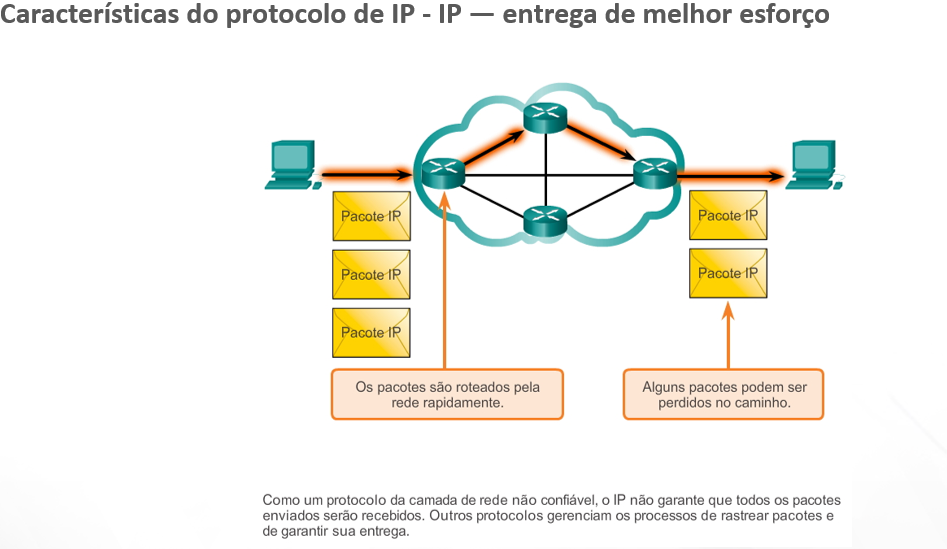 Características do protocolo de IP - IP — entrega de melhor esforço
Pacote IP
Pacote IP
Pacote IP
Pacote IP
Pacote IP
Os pacotes são roteados pela
rede rapidamente.
Alguns pacotes podem ser
perdidos no caminho.
Como um protocolo da camada de rede não confiável, o IP não garante que todos os pacotes
enviados serão recebidos. Outros protocolos gerenciam os processos de rastrear pacotes e
de garantir sua entrega.